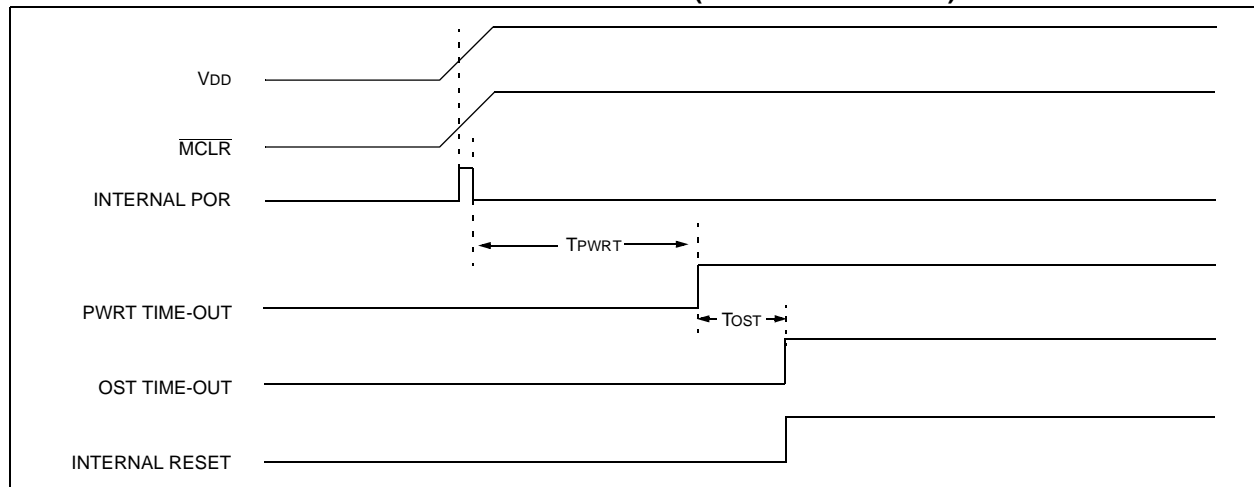 VDD
MCLR
INTERNAL POR
TPWRT
PWRT TIME-OUT
TOST
OST TIME-OUT
INTERNAL RESET